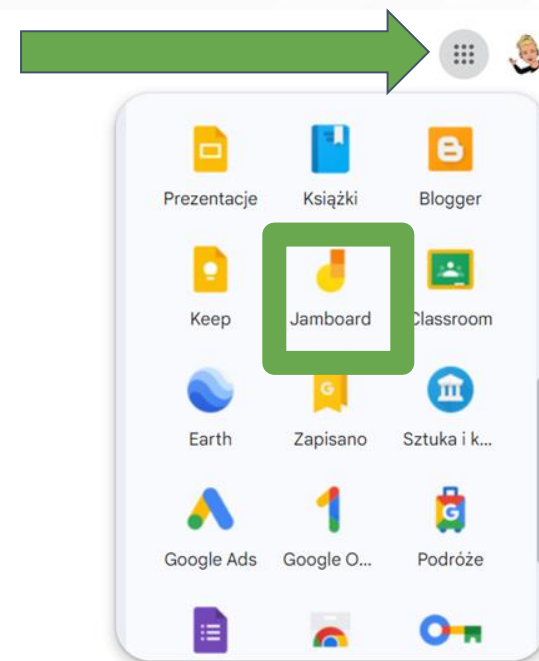 Prezentacje Książki Blogger
Keep Jamboard Classroom
Earth Zapisano Sztuka i k...
Google Ads Google O... Podróże